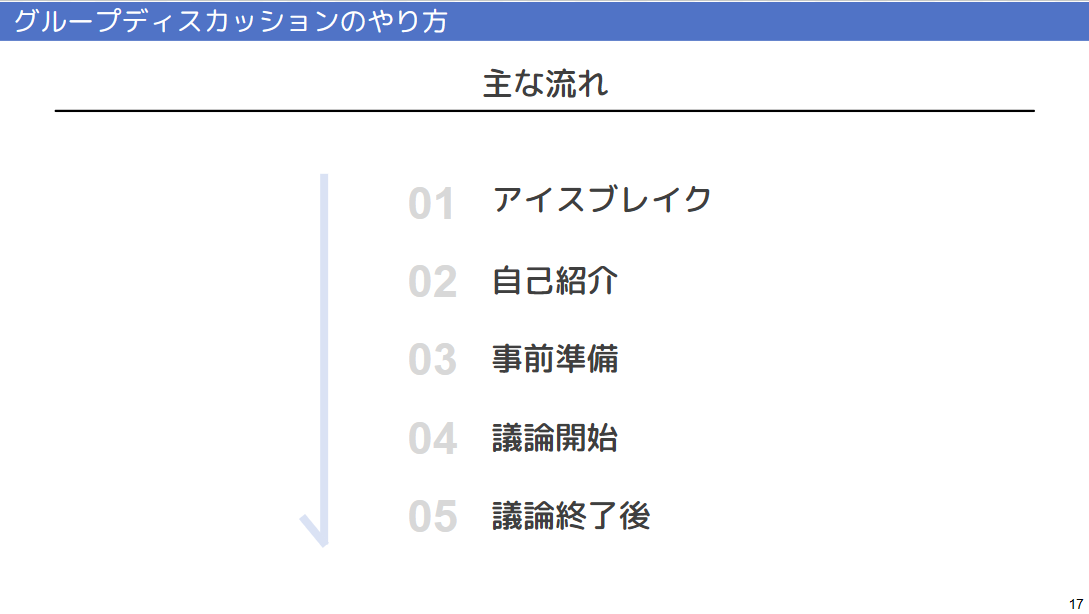 グループディスカッションのやり方
主な流れ
01 アイスブレイク
02 自己紹介
03 事前準備
04 議論開始
05 議論終了後
17